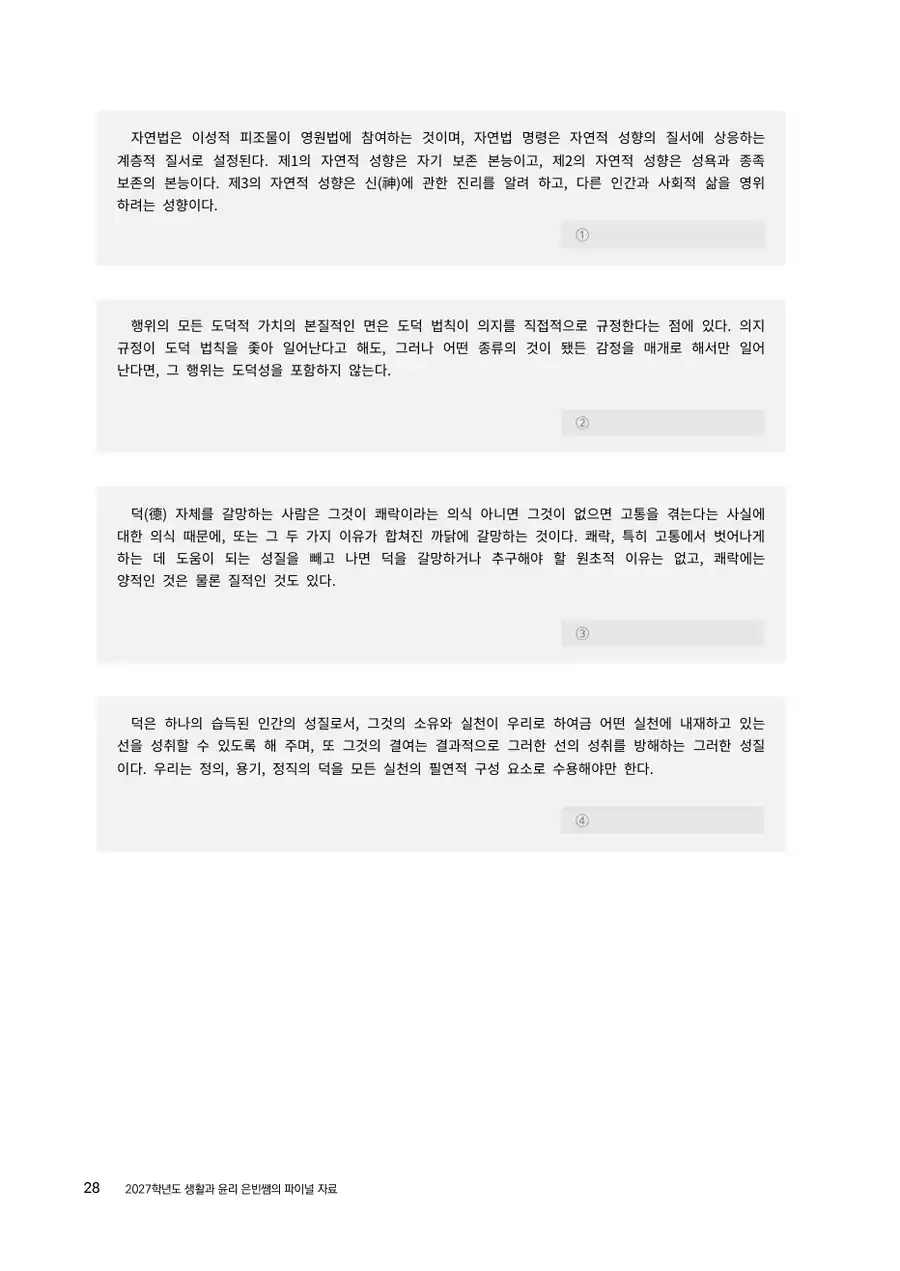 자연법은 이성적 피조물이 영원법에 참여하는 것이며, 자연법 명령은 자연적 성향의 질서에 상응하는
계층적 질서로 설정된다. 제1의 자연적 성향은 자기 보존 본능이고, 제2의 자연적 성향은 성욕과 종족
보존의 본능이다. 제3의 자연적 성향은 신(神)에 관한 진리를 알려 하고, 다른 인간과 사회적 삶을 영위
하려는 성향이다.
①
행위의 모든 도덕적 가치의 본질적인 면은 도덕 법칙이 의지를 직접적으로 규정한다는 점에 있다. 의지
규정이 도덕 법칙을 좇아 일어난다고 해도, 그러나 어떤 종류의 것이 됐든 감정을 매개로 해서만 일어
난다면, 그 행위는 도덕성을 포함하지 않는다.
②
덕(德) 자체를 갈망하는 사람은 그것이 쾌락이라는 의식 아니면 그것이 없으면 고통을 겪는다는 사실에
대한 의식 때문에, 또는 그 두 가지 이유가 합쳐진 까닭에 갈망하는 것이다. 쾌락, 특히 고통에서 벗어나게
하는 데 도움이 되는 성질을 빼고 나면 덕을 갈망하거나 추구해야 할 원초적 이유는 없고, 쾌락에는
양적인 것은 물론 질적인 것도 있다.
③
덕은 하나의 습득된 인간의 성질로서, 그것의 소유와 실천이 우리로 하여금 어떤 실천에 내재하고 있는
선을 성취할 수 있도록 해 주며, 또 그것의 결여는 결과적으로 그러한 선의 성취를 방해하는 그러한 성질
이다. 우리는 정의, 용기, 정직의 덕을 모든 실천의 필연적 구성 요소로 수용해야만 한다.
④
28 2027학년도 생활과 윤리 은빈쌤의 파이널 자료